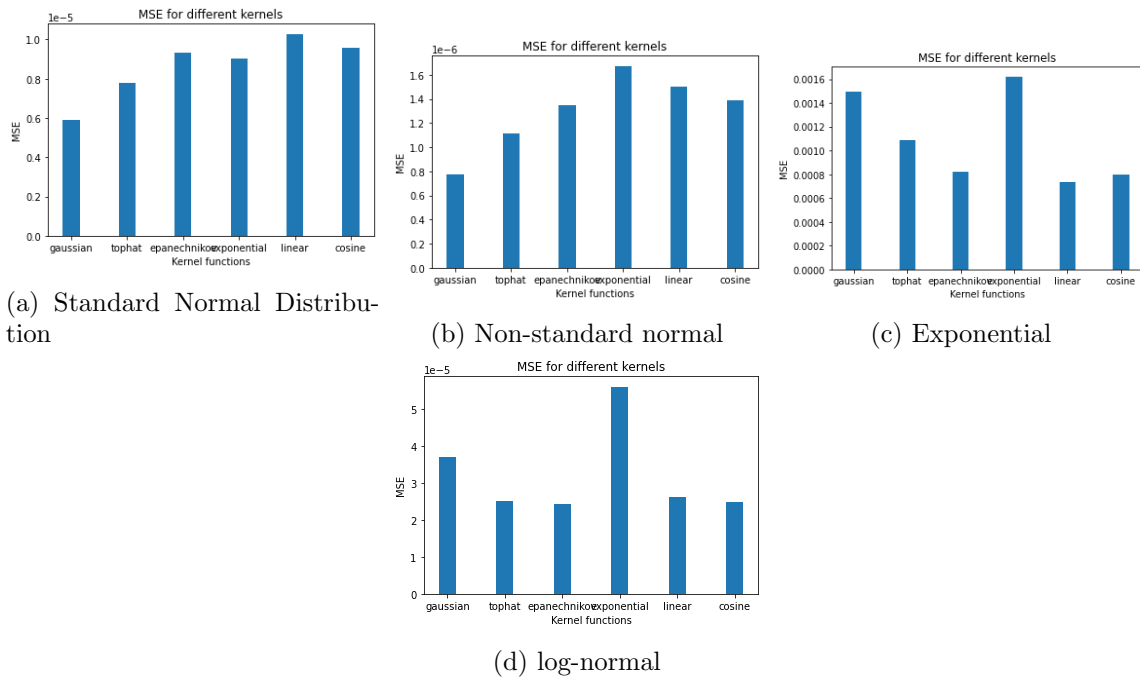 MSE for different kernels
1e−5
MSE
1.0
0.8
0.6
0.4
0.2
0.0
gaussian tophat epanechnikov exponential linear cosine
Kernel functions
(a) Standard Normal Distribu-
tion
MSE for different kernels
1e−6
MSE
1.6
1.4
1.2
1.0
0.8
0.6
0.4
0.2
0.0
gaussian tophat epanechnikov exponential linear cosine
Kernel functions
(b) Non-standard normal
MSE for different kernels
MSE
0.0016
0.0014
0.0012
0.0010
0.0008
0.0006
0.0004
0.0002
0.0000
gaussian tophat epanechnikov exponential linear cosine
Kernel functions
(c) Exponential
MSE for different kernels
1e−5
MSE
5
4
3
2
1
0
gaussian tophat epanechnikov exponential linear cosine
Kernel functions
(d) log-normal